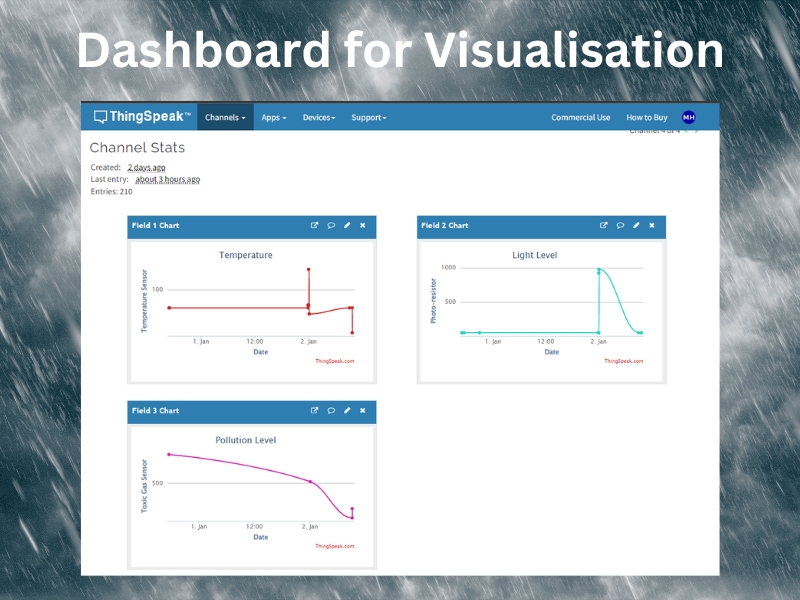 Dashboard for Visualisation
ThingSpeak™ Channels Apps Devices Support Commercial Use How to Buy MH
Channel 4 of 4 < >
Channel Stats
Created: 2 days ago
Last entry: about 3 hours ago
Entries: 210
Field 1 Chart
Temperature
Temperature Sensor
100
1. Jan 12:00 2. Jan
Date
ThingSpeak.com
Field 2 Chart
Light Level
Photo-resistor
1000
500
1. Jan 12:00 2. Jan
Date
ThingSpeak.com
Field 3 Chart
Pollution Level
Toxic Gas Sensor
500
1. Jan 12:00 2. Jan
Date
ThingSpeak.com